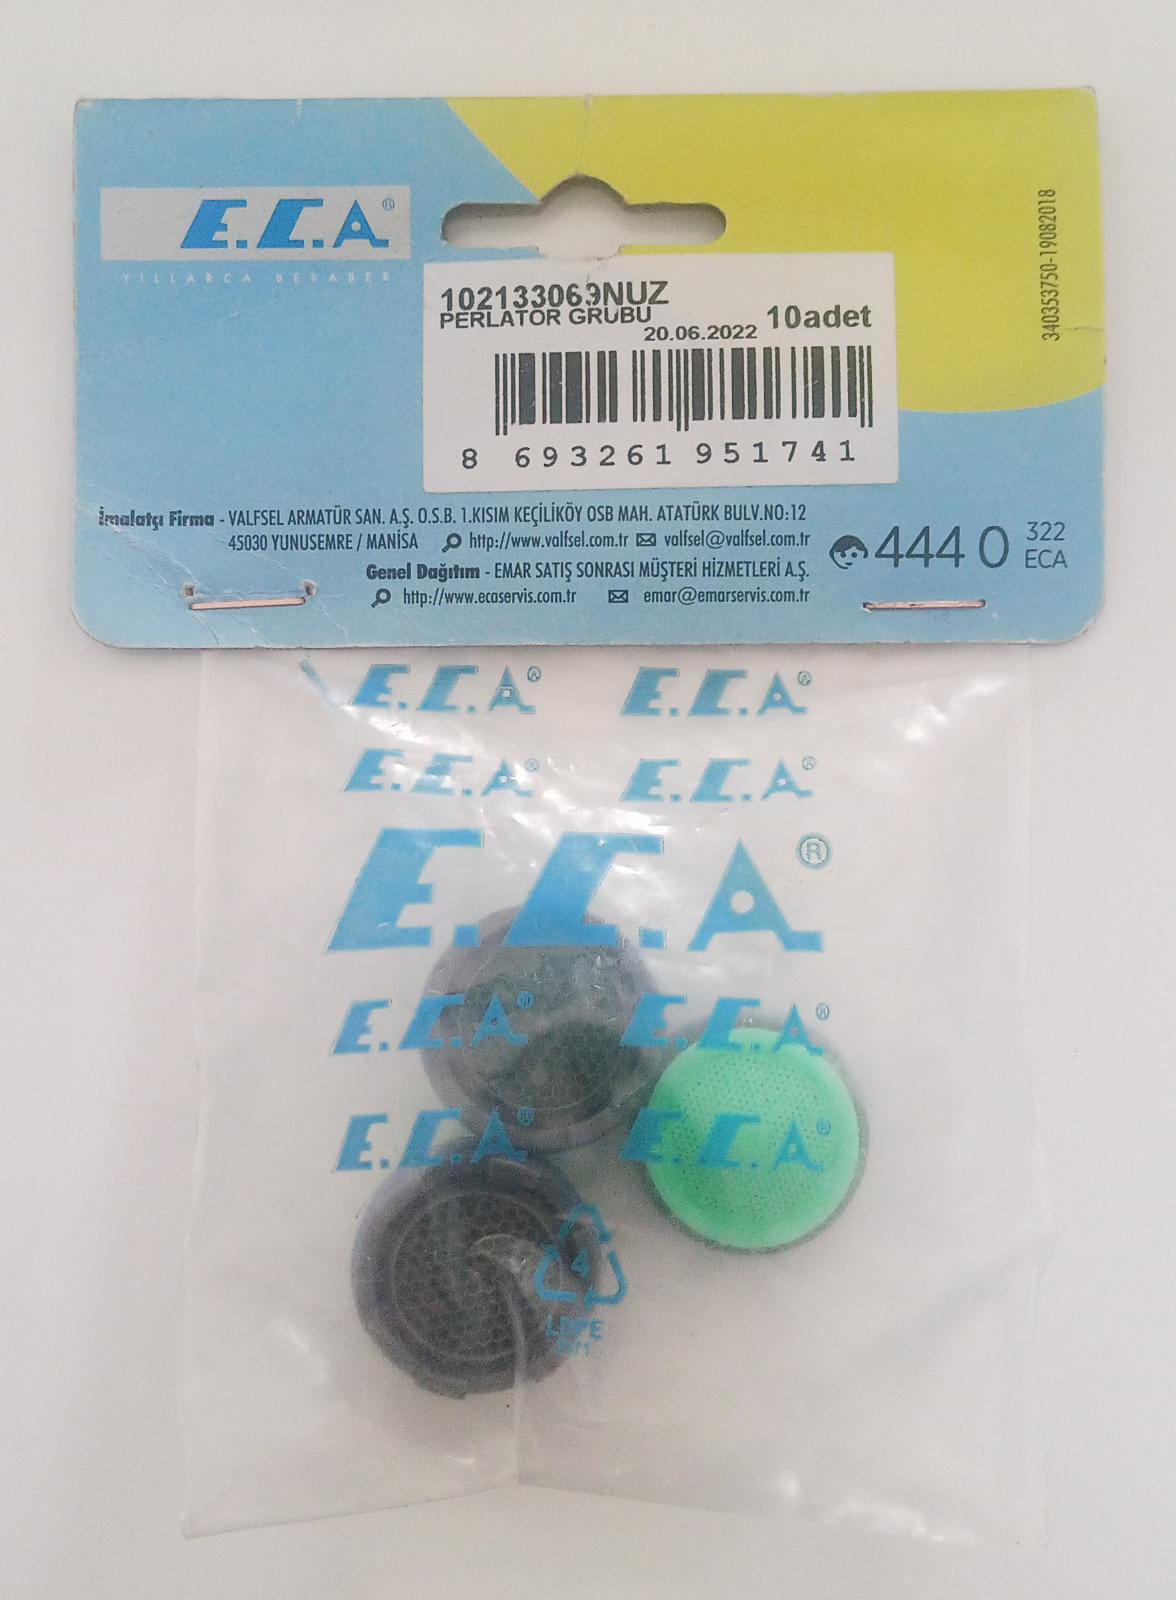 E.C.A®
YILLARCA BERABER
340353750-19082018
102133069NUZ
PERLATÖR GRUBU
20.06.2022 10adet
8 693261 951741
İmalatçı Firma - VALFSEL ARMATÜR SAN. A.Ş. O.S.B. 1.KISIM KEÇİLİKÖY OSB MAH. ATATÜRK BULV.NO:12
45030 YUNUSEMRE / MANİSA http://www.valfsel.com.tr valfsel@valfsel.com.tr
Genel Dağıtım - EMAR SATIŞ SONRASI MÜŞTERİ HİZMETLERİ A.Ş.
http://www.ecaservis.com.tr emar@emarservis.com.tr
444 0 322 ECA
E.C.A® E.C.A®
E.C.A® E.C.A®
E.C.A®
E.C.A® E.C.A®
E.C.A® E.C.A®
4
LDPE